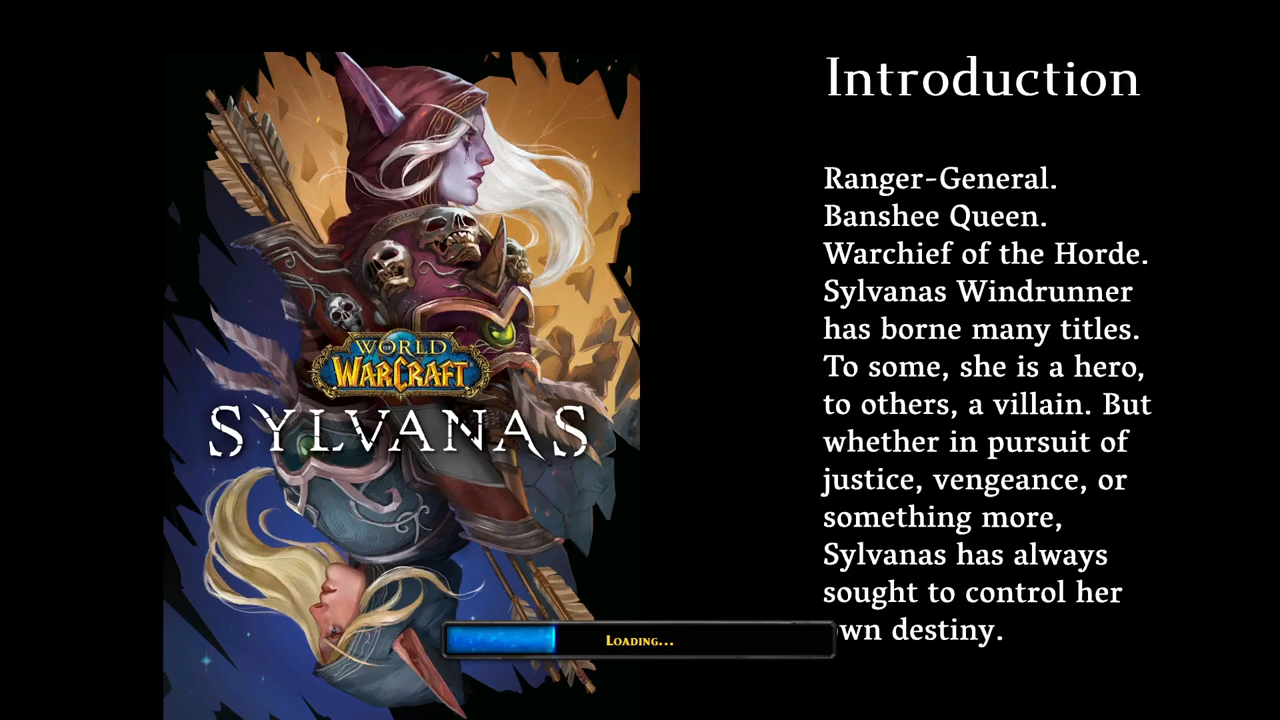 Introduction
Ranger-General.
Banshee Queen.
Warchief of the Horde.
Sylvanas Windrunner
has borne many titles.
To some, she is a hero,
to others, a villain. But
whether in pursuit of
justice, vengeance, or
something more,
Sylvanas has always
sought to control her
own destiny.
WORLD
OF
WARCRAFT
SYLVANAS
LOADING...